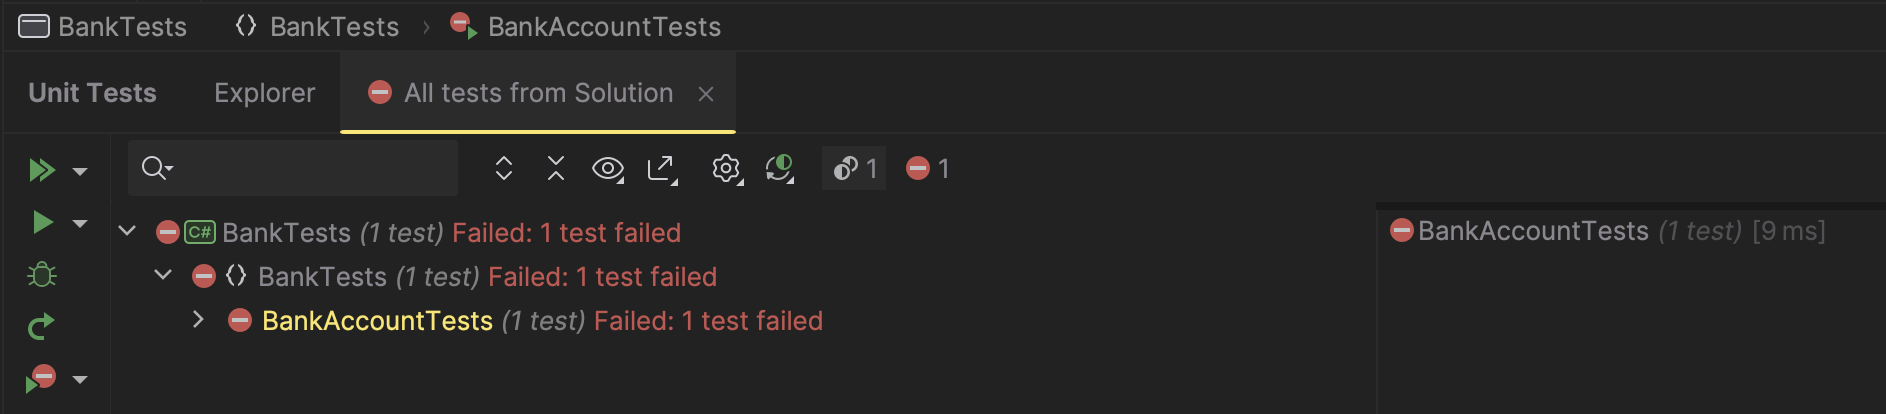 BankTests {} BankTests › BankAccountTests
Unit Tests Explorer All tests from Solution ×
1 1
C# BankTests (1 test) Failed: 1 test failed
{} BankTests (1 test) Failed: 1 test failed
BankAccountTests (1 test) Failed: 1 test failed
BankAccountTests (1 test) [9 ms]